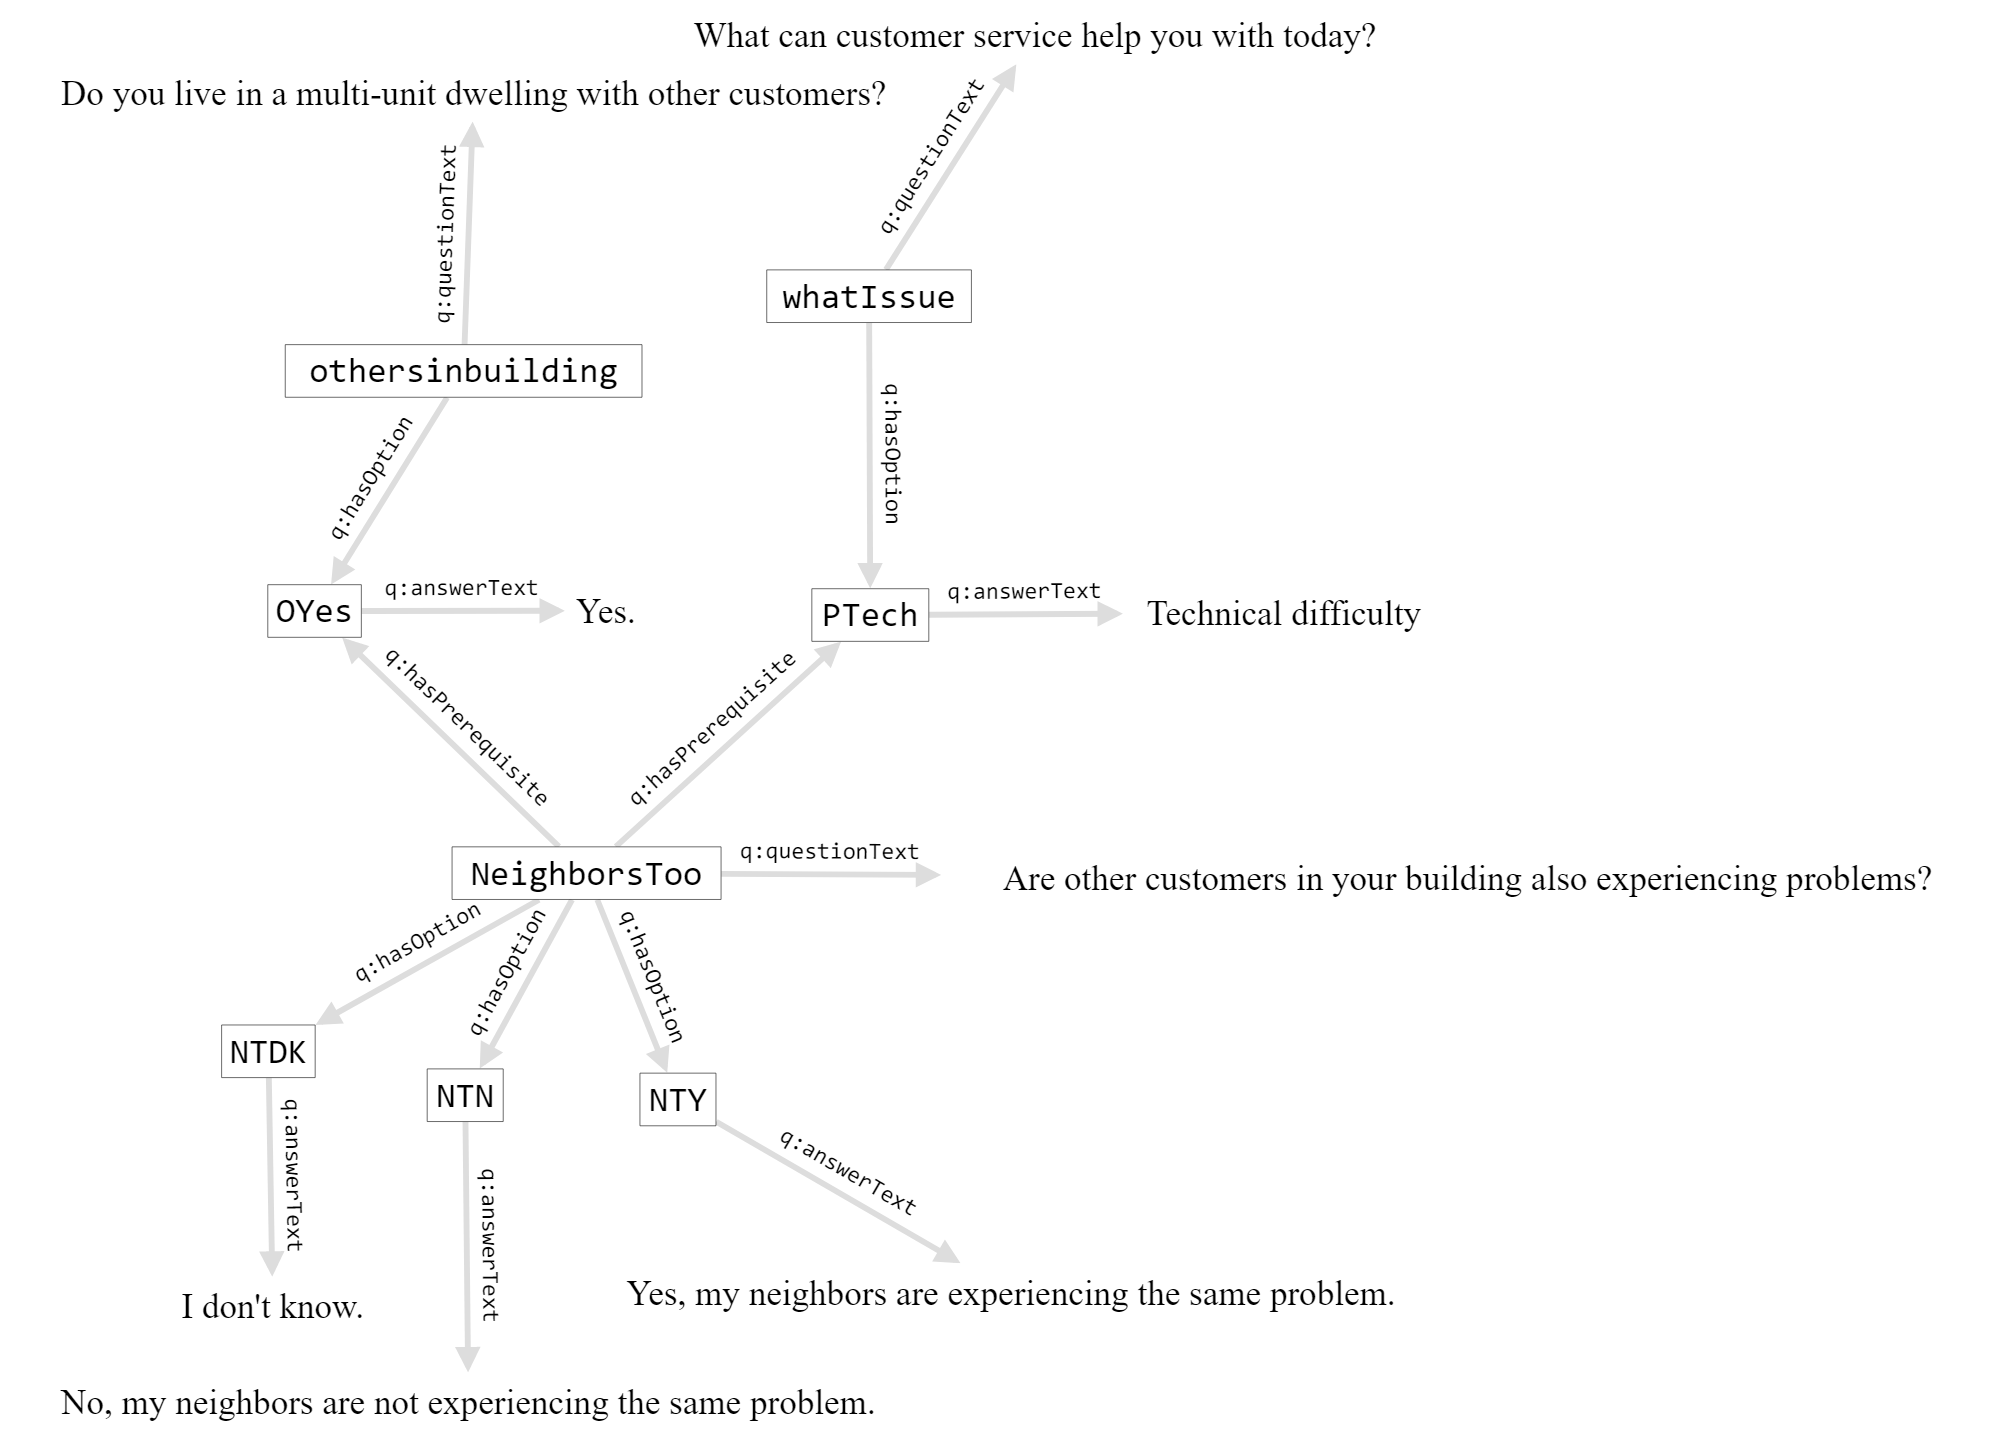 What can customer service help you with today?
Do you live in a multi-unit dwelling with other customers?
q:questionText
q:questionText
whatIssue
othersinbuilding
q:hasOption
q:hasOption
OYes
q:answerText
Yes.
PTech
q:answerText
Technical difficulty
q:hasPrerequisite
q:hasPrerequisite
NeighborsToo
q:questionText
Are other customers in your building also experiencing problems?
q:hasOption
q:hasOption
q:hasOption
NTDK
NTN
NTY
q:answerText
q:answerText
q:answerText
I don't know.
Yes, my neighbors are experiencing the same problem.
No, my neighbors are not experiencing the same problem.